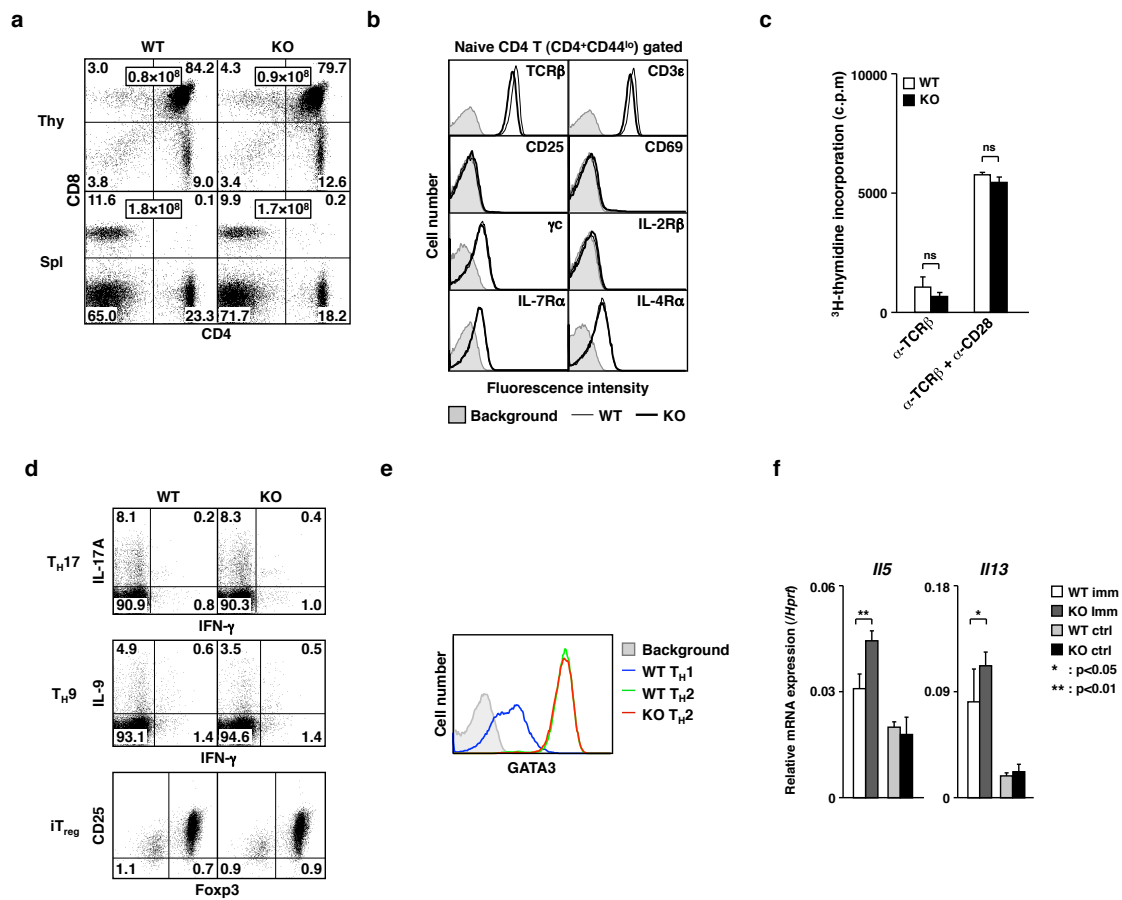 a
WT KO
3.0 84.2 4.3 79.7
0.8×10⁸ 0.9×10⁸
Thy
3.8 9.0 3.4 12.6
CD8
11.6 0.1 9.9 0.2
1.8×10⁸ 1.7×10⁸
Spl
65.0 23.3 71.7 18.2
CD4
b
Naive CD4 T (CD4⁺CD44ˡᵒ) gated
TCRβ CD3ε
CD25 CD69
γc IL-2Rβ
IL-7Rα IL-4Rα
Cell number
Fluorescence intensity
Background WT KO
c
³H-thymidine incorporation (c.p.m)
10000
5000
0
WT
KO
ns
ns
α-TCRβ
α-TCRβ + α-CD28
d
WT KO
8.1 0.2 8.3 0.4
TH17
IL-17A
90.9 0.8 90.3 1.0
IFN-γ
4.9 0.6 3.5 0.5
TH9
IL-9
93.1 1.4 94.6 1.4
IFN-γ
iTreg
CD25
1.1 0.7 0.9 0.9
Foxp3
e
Cell number
GATA3
Background
WT TH1
WT TH2
KO TH2
f
Relative mRNA expression (/Hprt)
Il5
0.06
0.03
0
**
Il13
0.18
0.09
0
*
WT imm
KO Imm
WT ctrl
KO ctrl
* : p<0.05
** : p<0.01